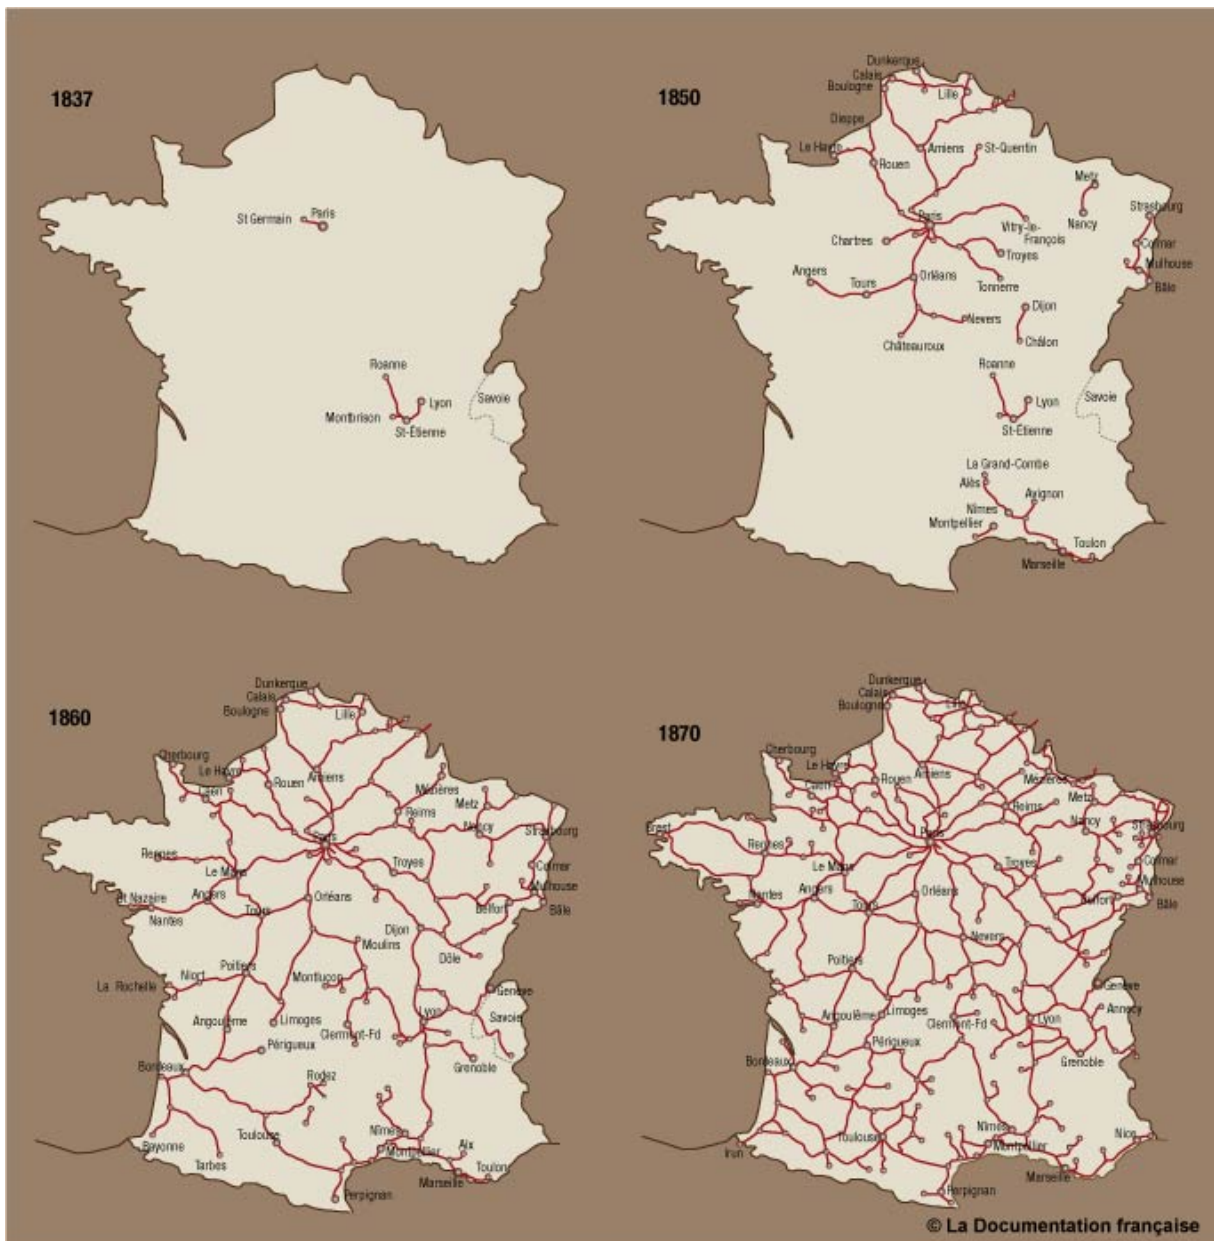 1837
St Germain
Paris
Roanne
Lyon
Montbrison
St-Étienne
Savoie
1850
Dunkerque
Calais
Boulogne
Lille
Dieppe
Le Havre
Amiens
St-Quentin
Rouen
Metz
Paris
Nancy
Strasbourg
Vitry-le-
François
Chartres
Colmar
Troyes
Mulhouse
Angers
Tours
Orléans
Tonnerre
Bâle
Nevers
Dijon
Châteauroux
Châlon
Roanne
Lyon
Savoie
St-Étienne
La Grand-Combe
Alès
Avignon
Nîmes
Montpellier
Toulon
Marseille
1860
Dunkerque
Calais
Boulogne
Lille
Cherbourg
Le Havre
Rouen
Amiens
Mézières
Caen
Reims
Metz
Paris
Nancy
Strasbourg
Rennes
Le Mans
Troyes
Colmar
Mulhouse
St Nazaire
Angers
Orléans
Nantes
Tours
Belfort
Bâle
Dijon
Moulins
Dôle
Poitiers
Niort
Montluçon
La Rochelle
Genève
Angoulême
Limoges
Clermont-Fd
Lyon
Savoie
Périgueux
Grenoble
Bordeaux
Rodez
Toulouse
Nîmes
Bayonne
Montpellier
Aix
Tarbes
Toulon
Marseille
Perpignan
1870
Dunkerque
Calais
Boulogne
Lille
Cherbourg
Le Havre
Rouen
Amiens
Mézières
Caen
Reims
Metz
Brest
Paris
Nancy
Strasbourg
Rennes
Le Mans
Troyes
Colmar
Mulhouse
Nantes
Angers
Orléans
Tours
Belfort
Bâle
Nevers
Poitiers
Genève
Angoulême
Limoges
Clermont-Fd
Lyon
Annecy
Périgueux
Bordeaux
Grenoble
Toulouse
Nîmes
Nice
Irun
Montpellier
Marseille
Perpignan
© La Documentation française